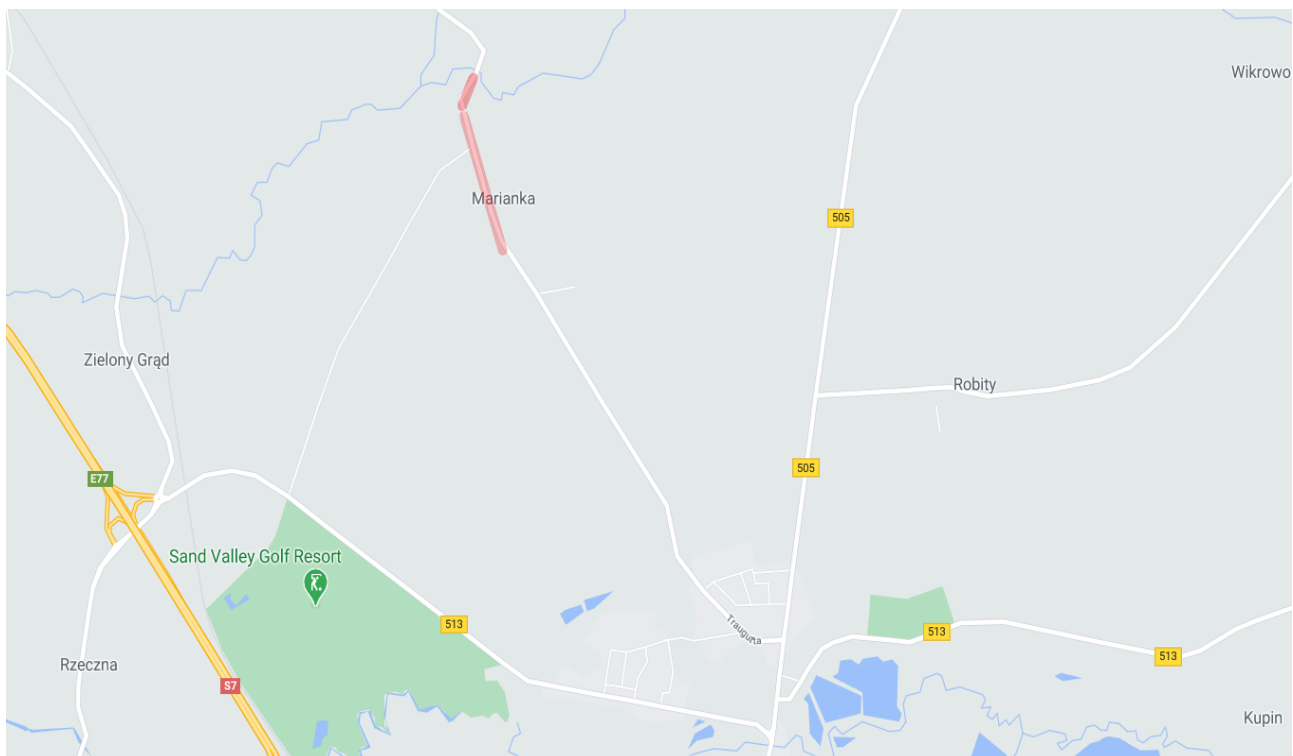 Wikrowo
Marianka
505
Zielony Grąd
Robity
505
E77
Sand Valley Golf Resort
513
Traugutta
513
513
Rzeczna
S7
Kupin